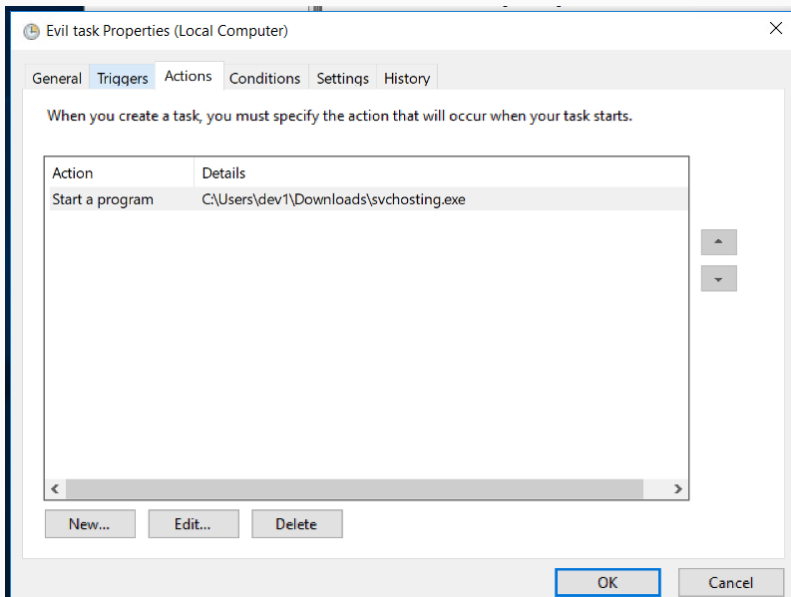 Evil task Properties (Local Computer)
General Triggers Actions Conditions Settings History
When you create a task, you must specify the action that will occur when your task starts.
Action Details
Start a program C:\Users\dev1\Downloads\svchosting.exe
New... Edit... Delete
OK Cancel